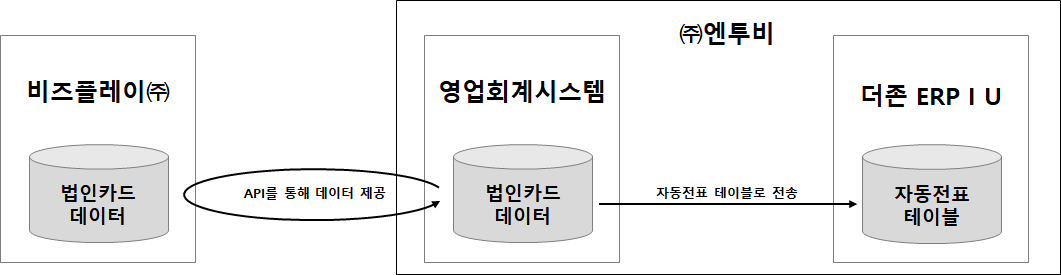 ㈜엔투비
비즈플레이㈜
영업회계시스템
더존 ERP I U
법인카드
데이터
API를 통해 데이터 제공
법인카드
데이터
자동전표 테이블로 전송
자동전표
테이블